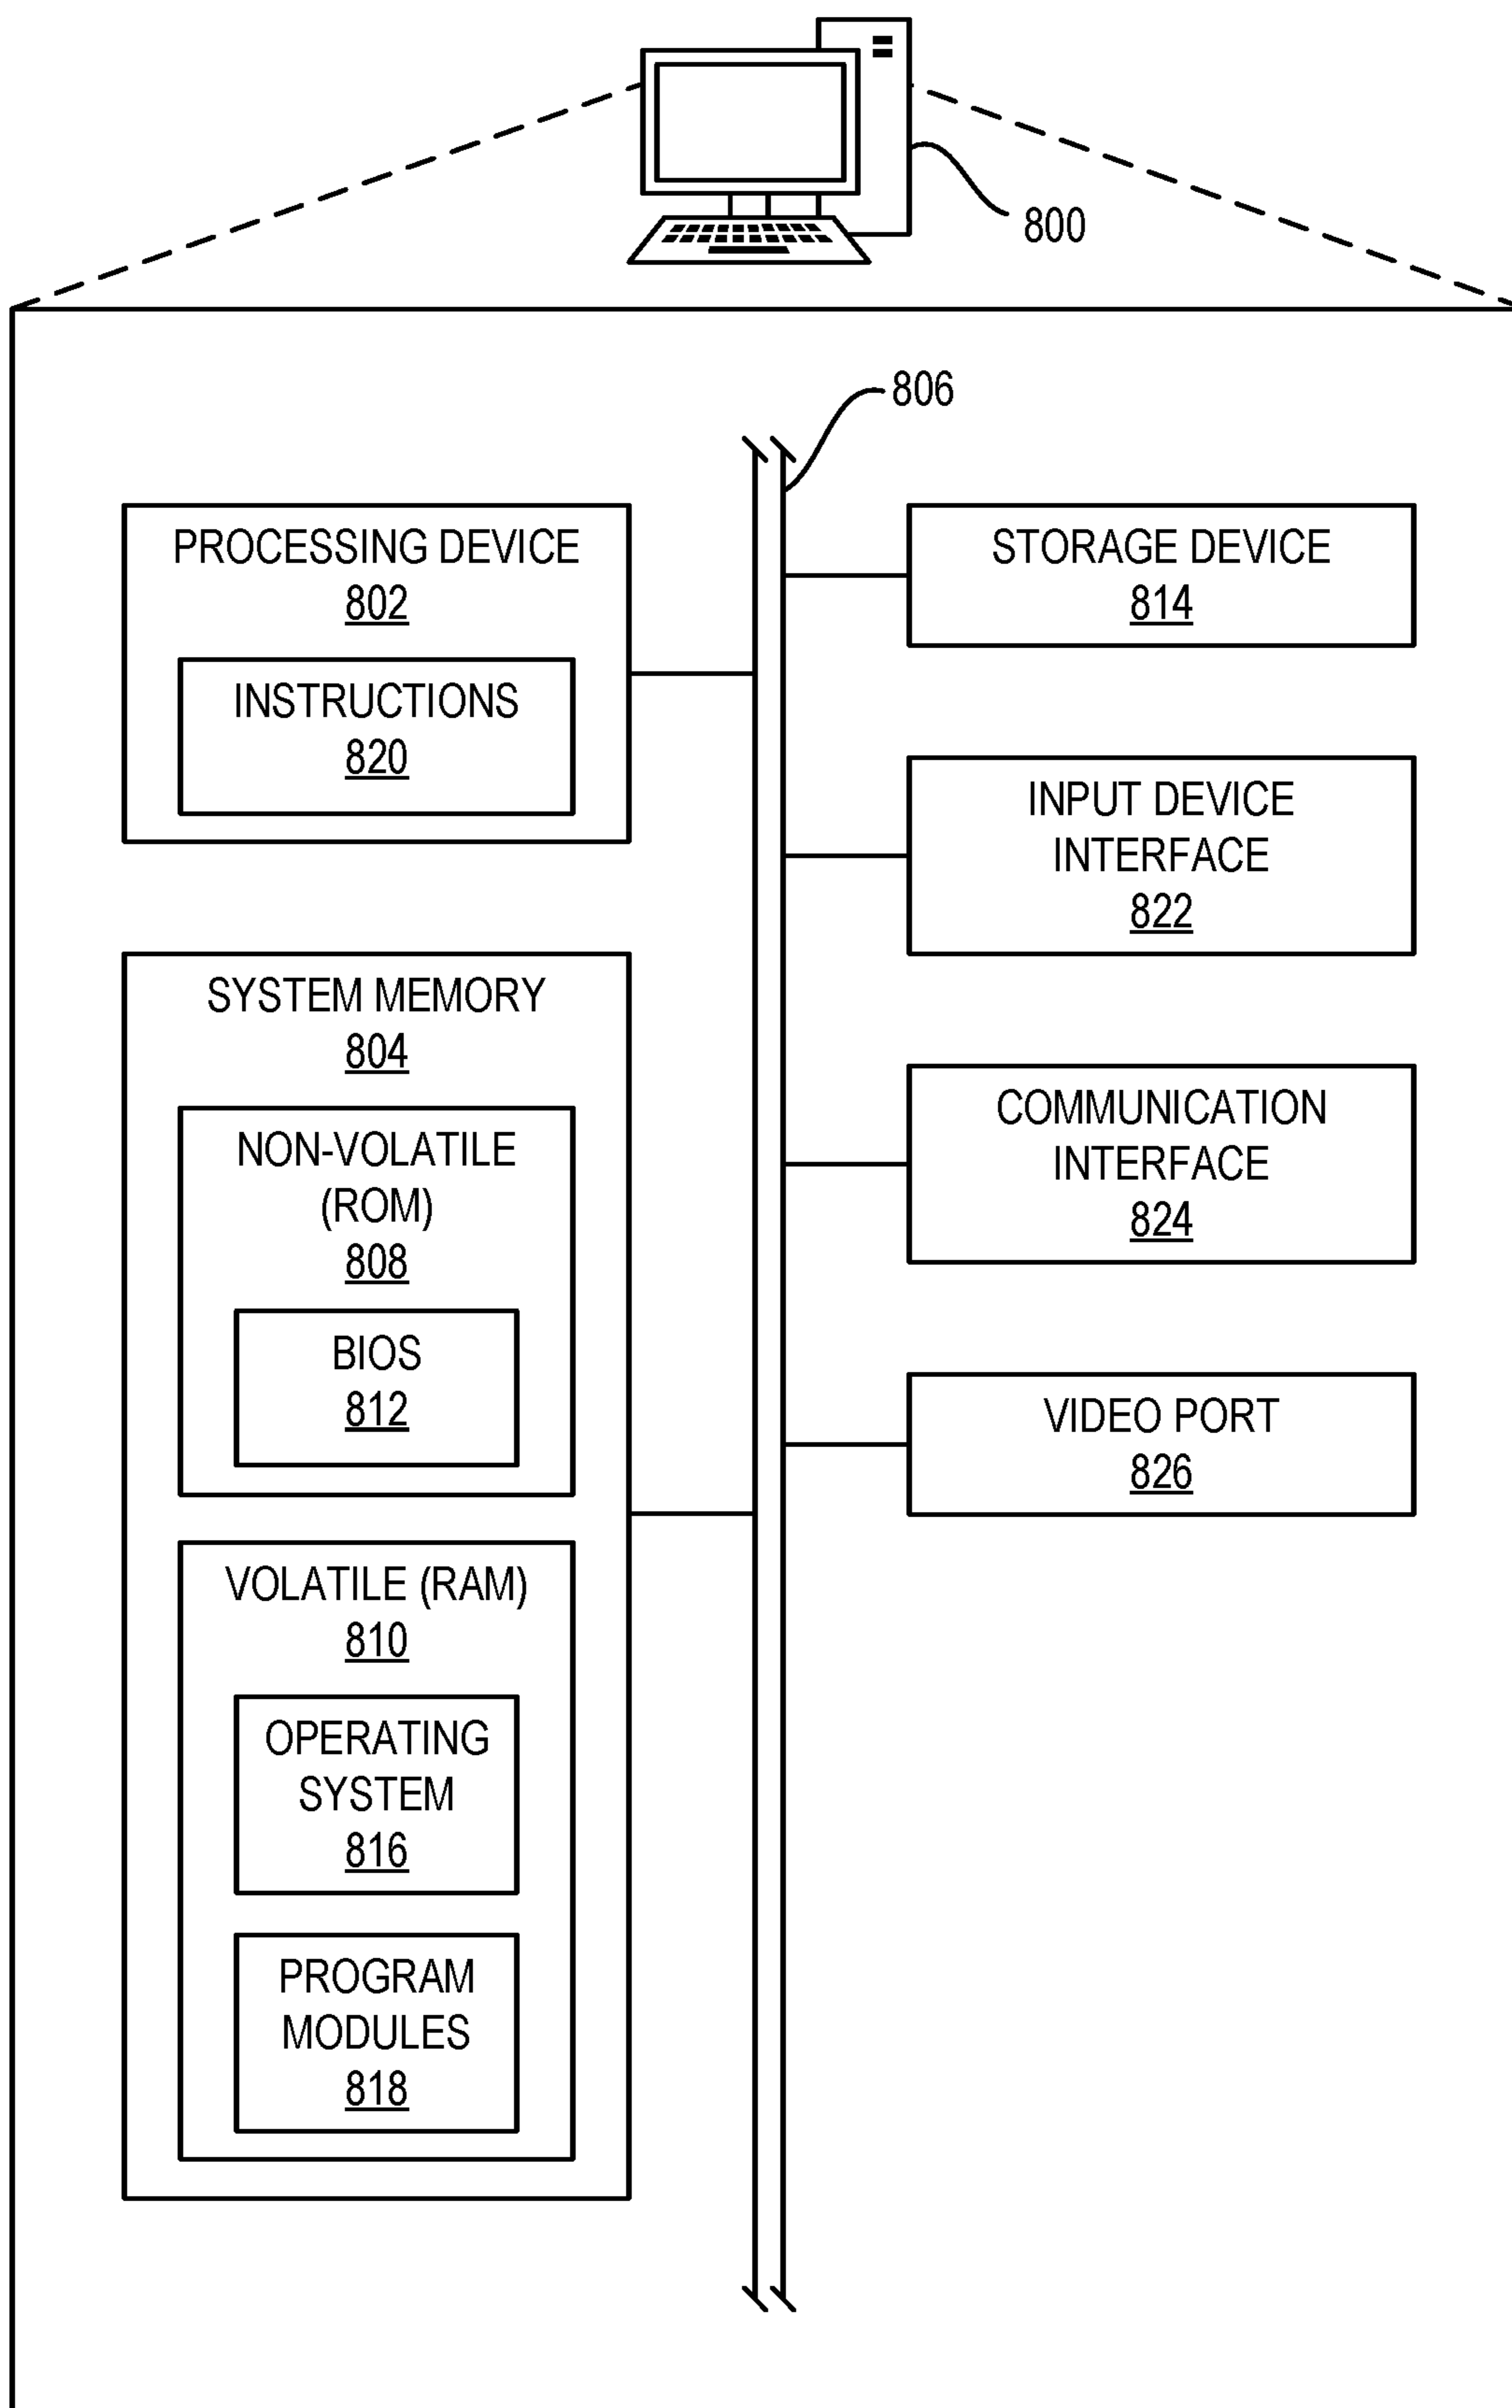 800
806
PROCESSING DEVICE
802
INSTRUCTIONS
820
SYSTEM MEMORY
804
NON-VOLATILE
(ROM)
808
BIOS
812
VOLATILE (RAM)
810
OPERATING
SYSTEM
816
PROGRAM
MODULES
818
STORAGE DEVICE
814
INPUT DEVICE
INTERFACE
822
COMMUNICATION
INTERFACE
824
VIDEO PORT
826